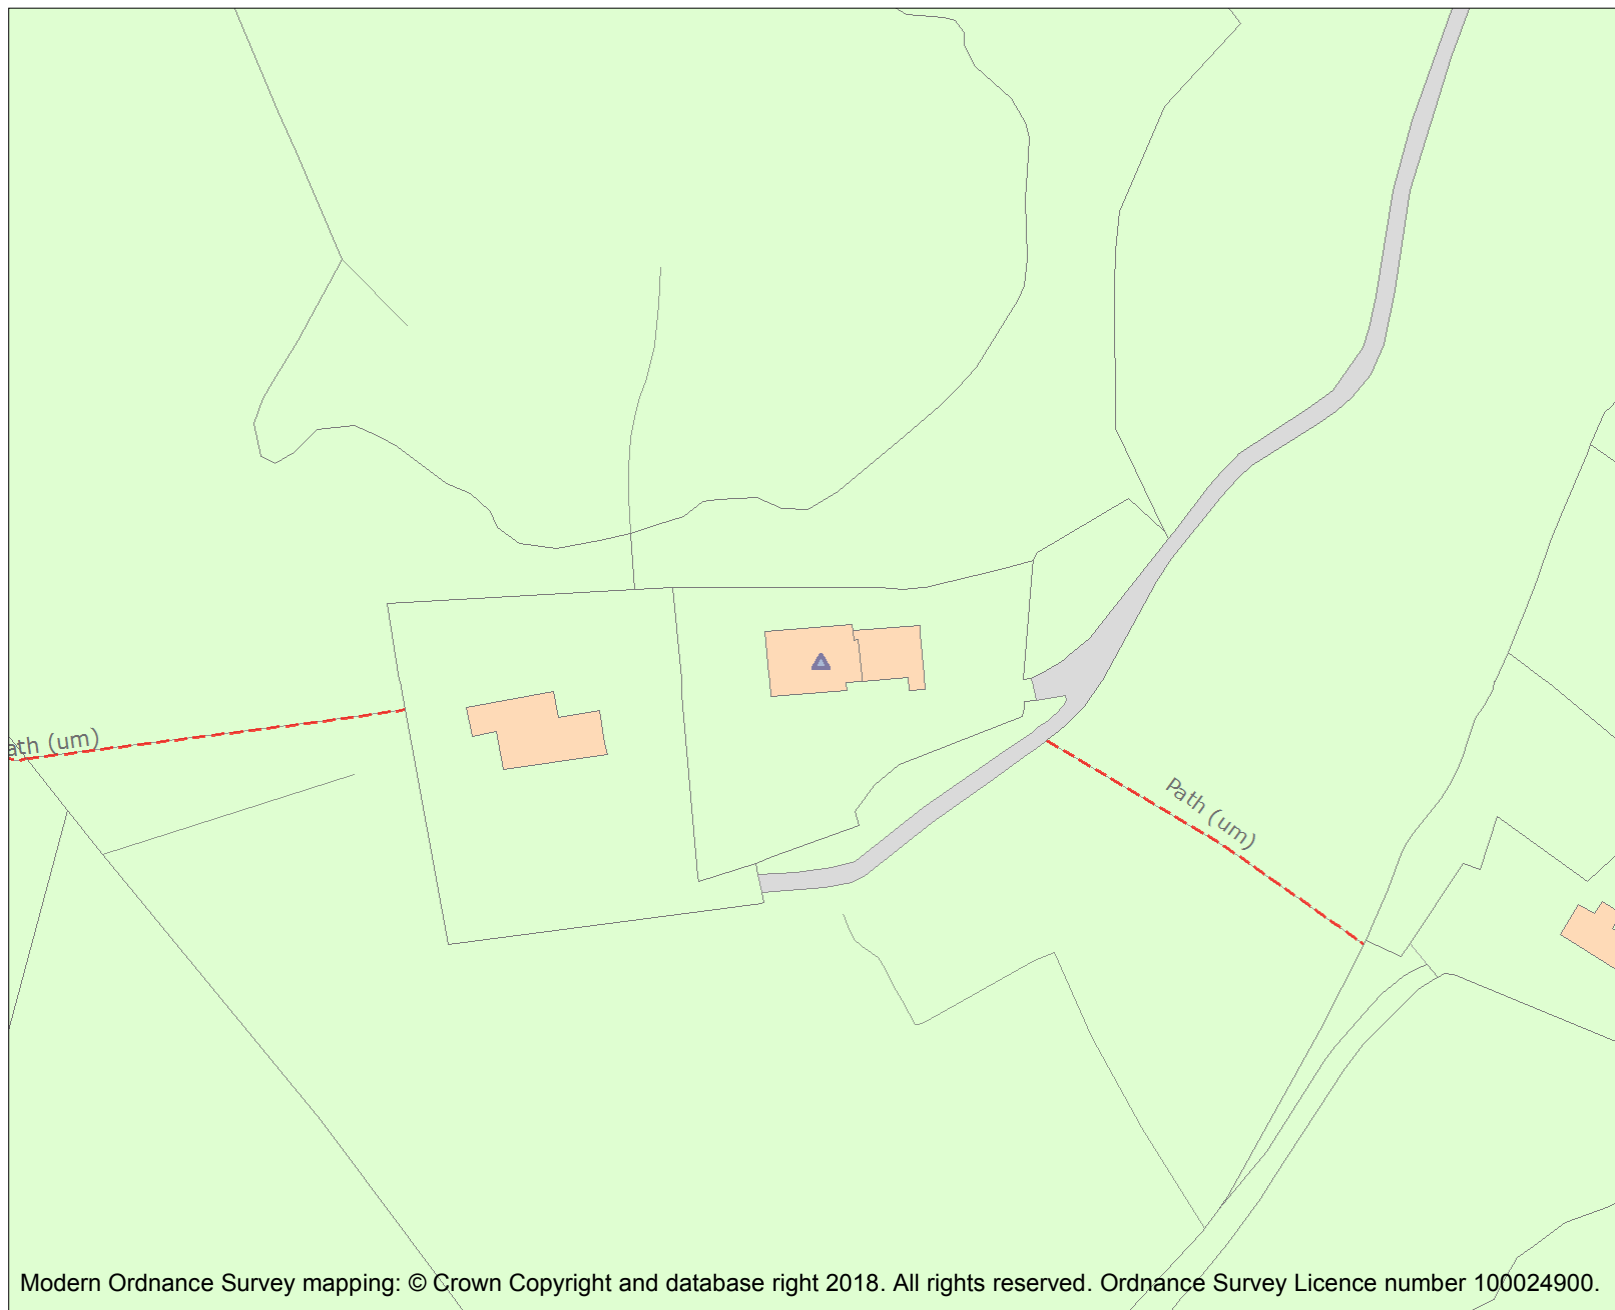 ath (um)
Path (um)
Modern Ordnance Survey mapping: © Crown Copyright and database right 2018. All rights reserved. Ordnance Survey Licence number 100024900.